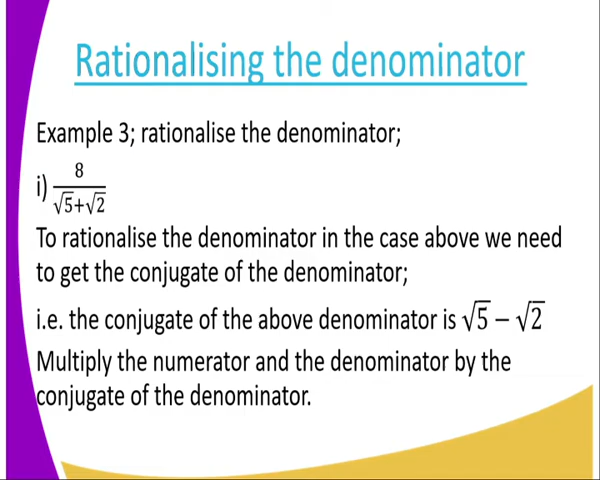 Rationalising the denominator
Example 3; rationalise the denominator;
i) 8/(√5+√2)
To rationalise the denominator in the case above we need
to get the conjugate of the denominator;
i.e. the conjugate of the above denominator is √5 − √2
Multiply the numerator and the denominator by the
conjugate of the denominator.